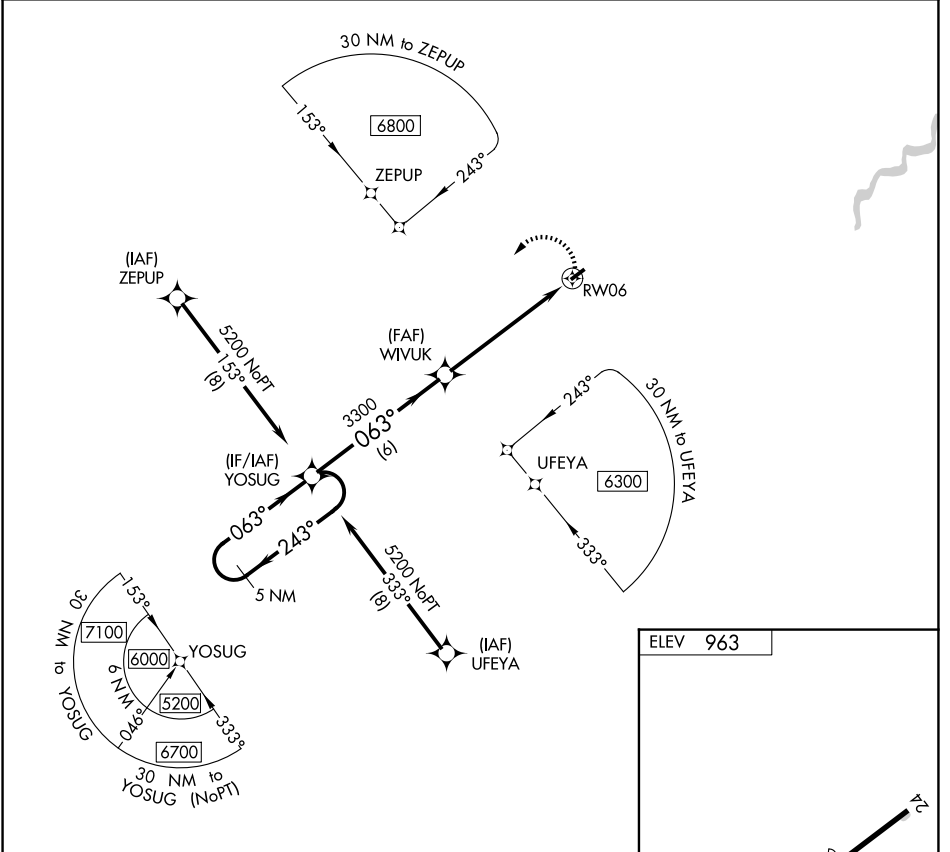 30 NM to ZEPUP
6800
153°
243°
ZEPUP
(IAF)
ZEPUP
5200 NoPT
153°
(8)
RW06
(FAF)
WIVUK
3300
063°
(6)
(IF/IAF)
YOSUG
063°
243°
5 NM
243°
30 NM to UFEYA
UFEYA
6300
333°
5200 NoPT
333°
(8)
(IAF)
UFEYA
153°
30 NM to YOSUG
7100
6000
YOSUG
6 NM
5200
046°
333°
6700
30 NM to
YOSUG (NoPT)
ELEV 963
24